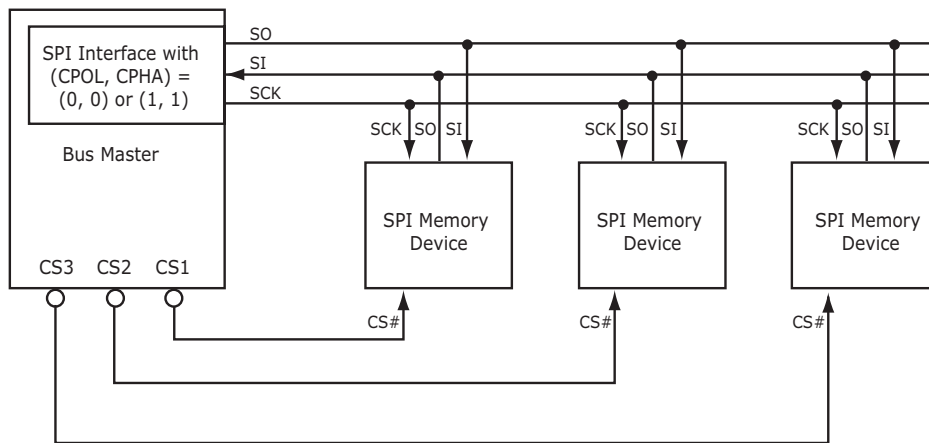 SPI Interface with
(CPOL, CPHA) =
(0, 0) or (1, 1)
Bus Master
SO
SI
SCK
SCK SO SI
SCK SO SI
SCK SO SI
SPI Memory
Device
SPI Memory
Device
SPI Memory
Device
CS3 CS2 CS1
CS#
CS#
CS#